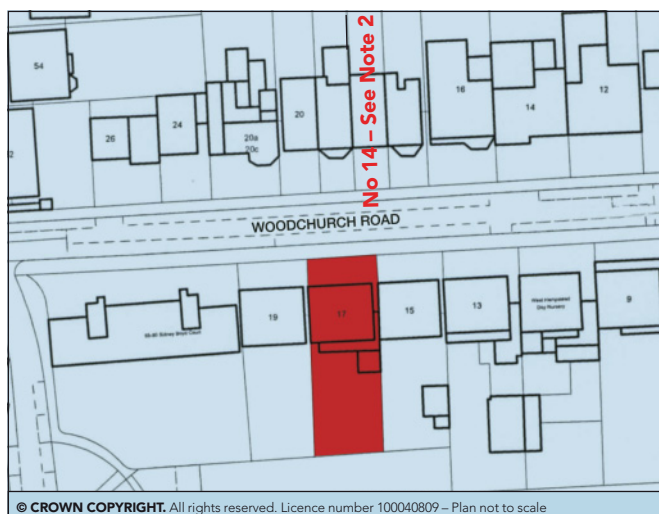 54
26
24
20a
20c
20
No 14 – See Note 2
16
14
12
WOODCHURCH ROAD
19
17
15
13
West Hampstead
Day Nursery
9
© CROWN COPYRIGHT. All rights reserved. Licence number 100040809 – Plan not to scale